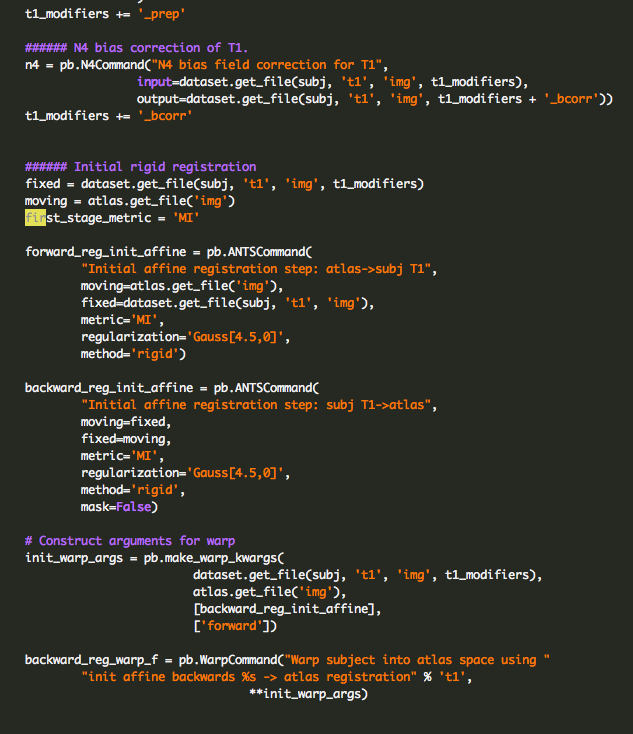 t1_modifiers += '_prep'
###### N4 bias correction of T1.
n4 = pb.N4Command("N4 bias field correction for T1",
input=dataset.get_file(subj, 't1', 'img', t1_modifiers),
output=dataset.get_file(subj, 't1', 'img', t1_modifiers + '_bcorr'))
t1_modifiers += '_bcorr'
###### Initial rigid registration
fixed = dataset.get_file(subj, 't1', 'img', t1_modifiers)
moving = atlas.get_file('img')
first_stage_metric = 'MI'
forward_reg_init_affine = pb.ANTSCommand(
"Initial affine registration step: atlas->subj T1",
moving=atlas.get_file('img'),
fixed=dataset.get_file(subj, 't1', 'img'),
metric='MI',
regularization='Gauss[4.5,0]',
method='rigid')
backward_reg_init_affine = pb.ANTSCommand(
"Initial affine registration step: subj T1->atlas",
moving=fixed,
fixed=moving,
metric='MI',
regularization='Gauss[4.5,0]',
method='rigid',
mask=False)
# Construct arguments for warp
init_warp_args = pb.make_warp_kwargs(
dataset.get_file(subj, 't1', 'img', t1_modifiers),
atlas.get_file('img'),
[backward_reg_init_affine],
['forward'])
backward_reg_warp_f = pb.WarpCommand("Warp subject into atlas space using "
"init affine backwards %s -> atlas registration" % 't1',
**init_warp_args)